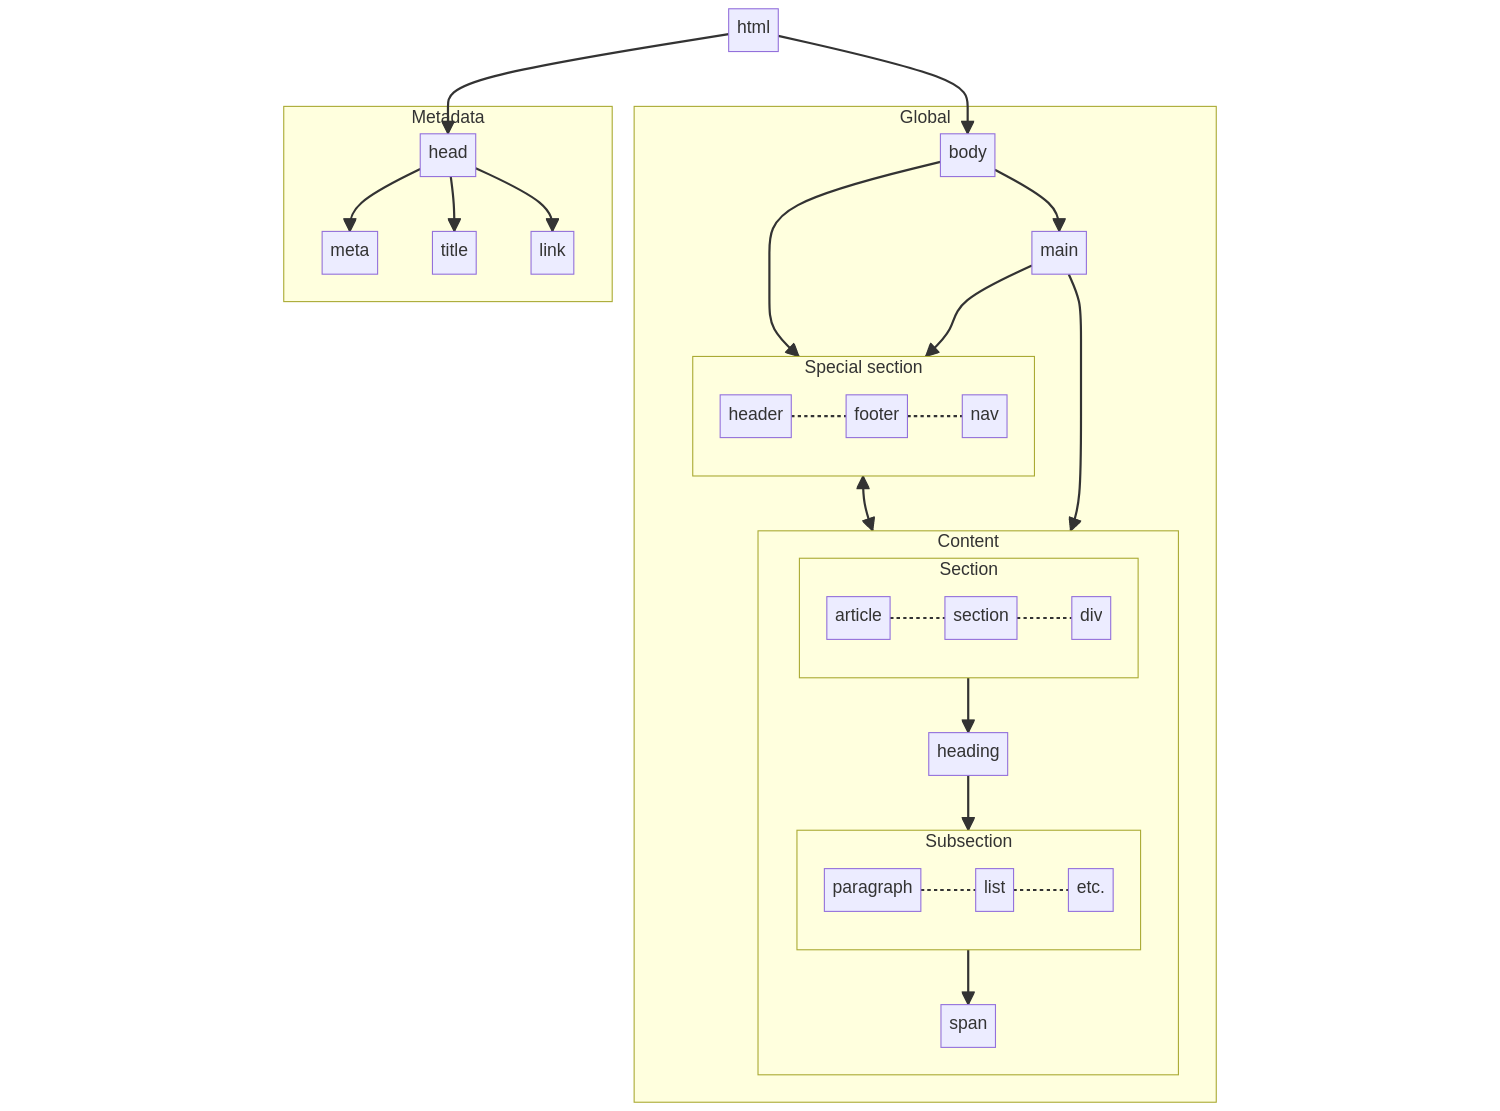 html
Metadata
head
meta
title
link
Global
body
main
Special section
header
footer
nav
Content
Section
article
section
div
heading
Subsection
paragraph
list
etc.
span